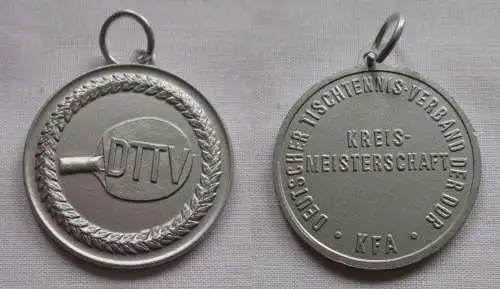 DTTV
DEUTSCHER TISCHTENNIS-VERBAND DER DDR
KREIS-
MEISTERSCHAFT
· KFA ·